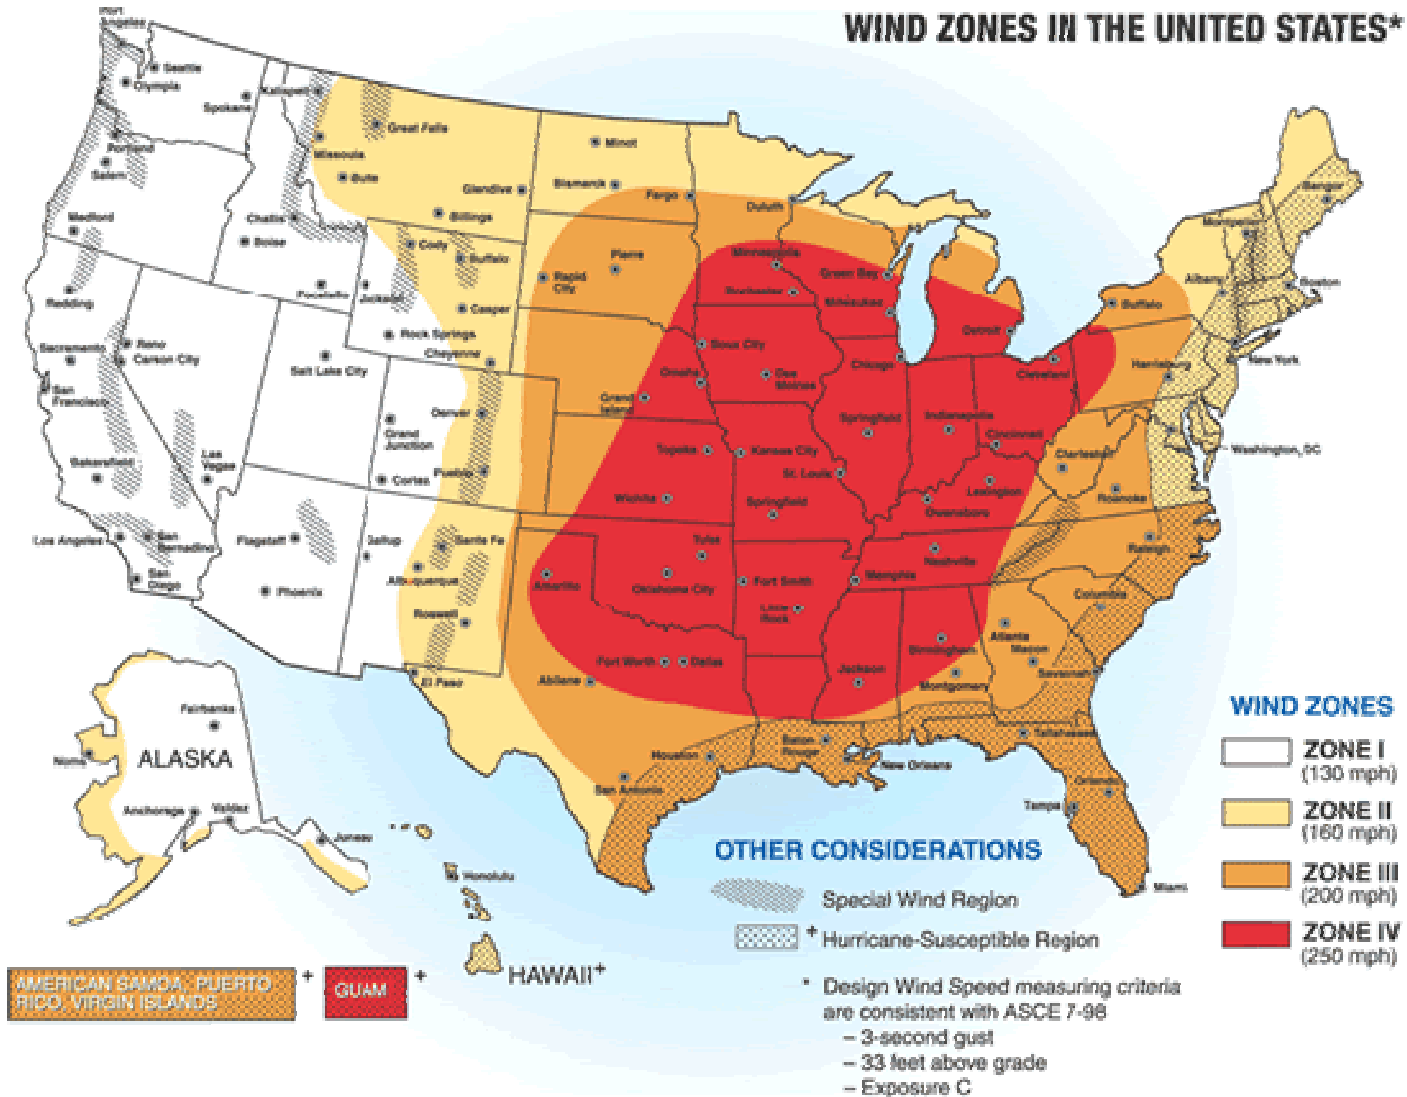 WIND ZONES IN THE UNITED STATES*
Port
Angeles
Seattle
Olympia
Spokane
Kalispell
Great Falls
Missoula
Butte
Portland
Salem
Medford
Challis
Boise
Pocatello
Jackson
Billings
Glendive
Minot
Bismarck
Fargo
Duluth
Cody
Buffalo
Casper
Rock Springs
Cheyenne
Rapid
City
Pierre
Minneapolis
Rochester
Green Bay
Milwaukee
Redding
Reno
Carson City
Sacramento
San
Francisco
Salt Lake City
Denver
Grand
Junction
Pueblo
Cortez
Bakersfield
Las
Vegas
Los Angeles
San
Bernadino
San
Diego
Flagstaff
Phoenix
Gallup
Santa Fe
Albuquerque
Roswell
El Paso
Sioux City
Omaha
Des
Moines
Grand
Island
Topeka
Kansas City
Wichita
Springfield
St. Louis
Chicago
Springfield
Indianapolis
Cincinnati
Detroit
Cleveland
Buffalo
Harrisburg
Albany
Montpelier
Bangor
Boston
New York
Washington, DC
Charleston
Roanoke
Lexington
Owensboro
Nashville
Memphis
Raleigh
Columbia
Atlanta
Macon
Savannah
Birmingham
Montgomery
Jackson
Tulsa
Oklahoma City
Fort Smith
Little
Rock
Amarillo
Fort Worth
Dallas
Abilene
Houston
San Antonio
Baton
Rouge
New Orleans
Tallahassee
Orlando
Tampa
Miami
Fairbanks
Nome
ALASKA
Anchorage
Valdez
Juneau
Honolulu
HAWAII+
AMERICAN SAMOA, PUERTO
RICO, VIRGIN ISLANDS
+
GUAM
+
WIND ZONES
ZONE I
(130 mph)
ZONE II
(160 mph)
ZONE III
(200 mph)
ZONE IV
(250 mph)
OTHER CONSIDERATIONS
Special Wind Region
+ Hurricane-Susceptible Region
* Design Wind Speed measuring criteria
are consistent with ASCE 7-98
– 3-second gust
– 33 feet above grade
– Exposure C